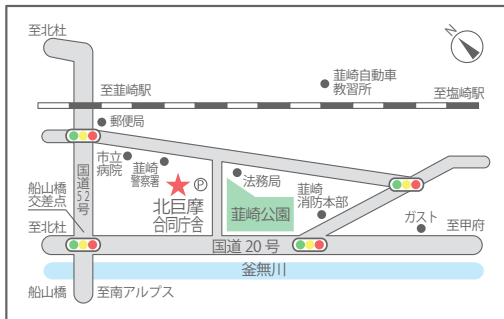 至北杜
N
至韮崎駅
韮崎自動車
教習所
至塩崎駅
郵便局
市立
病院
韮崎
警察署
国道52号
船山橋
交差点
P
北巨摩
合同庁舎
法務局
韮崎公園
韮崎
消防本部
ガスト
至北杜
国道20号
至甲府
釜無川
船山橋
至南アルプス